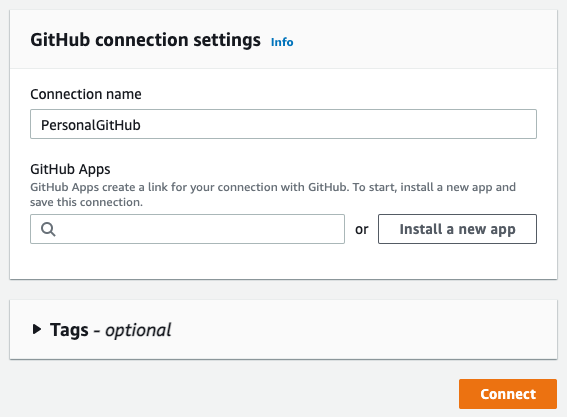 GitHub connection settings Info
Connection name
PersonalGitHub
GitHub Apps
GitHub Apps create a link for your connection with GitHub. To start, install a new app and
save this connection.
or Install a new app
Tags - optional
Connect